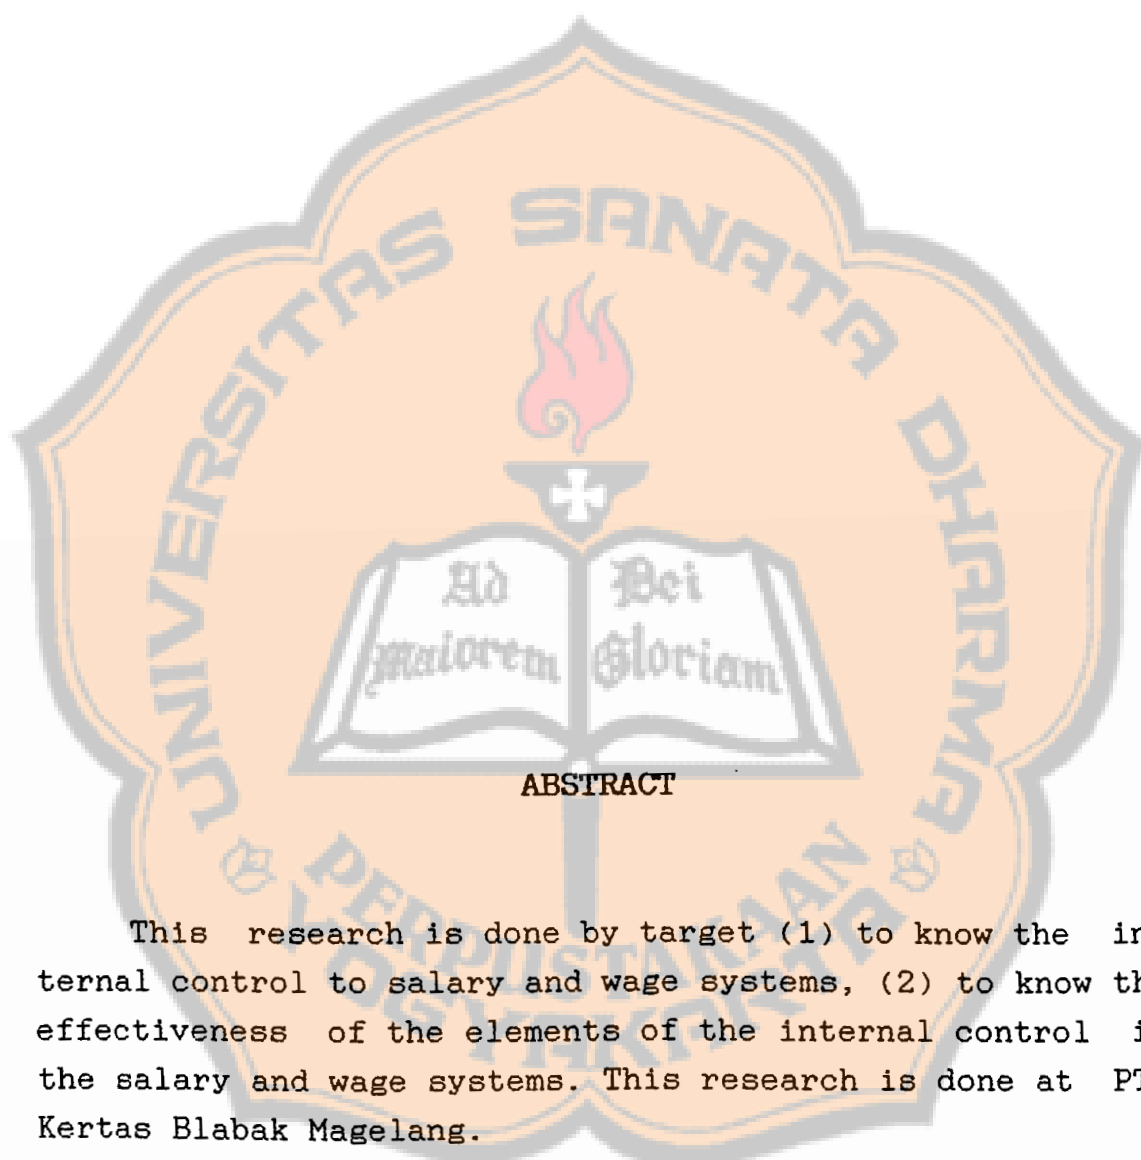 UNIVERSITAS SANATA DHARMA
Ad
maiorem
Dei
Gloriam
PERPUSTAKAAN
YOGYAKARTA
ABSTRACT
This research is done by target (1) to know the in
ternal control to salary and wage systems, (2) to know th
effectiveness of the elements of the internal control i
the salary and wage systems. This research is done at PT
Kertas Blabak Magelang.